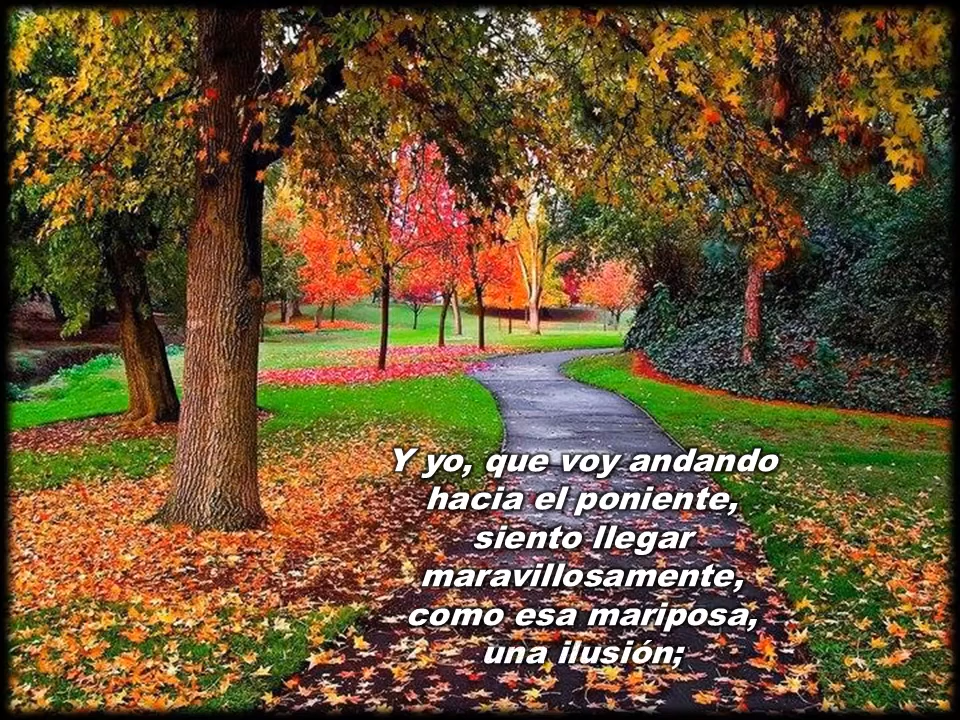 Y yo, que voy andando
hacia el poniente,
siento llegar
maravillosamente,
como esa mariposa,
una ilusión;